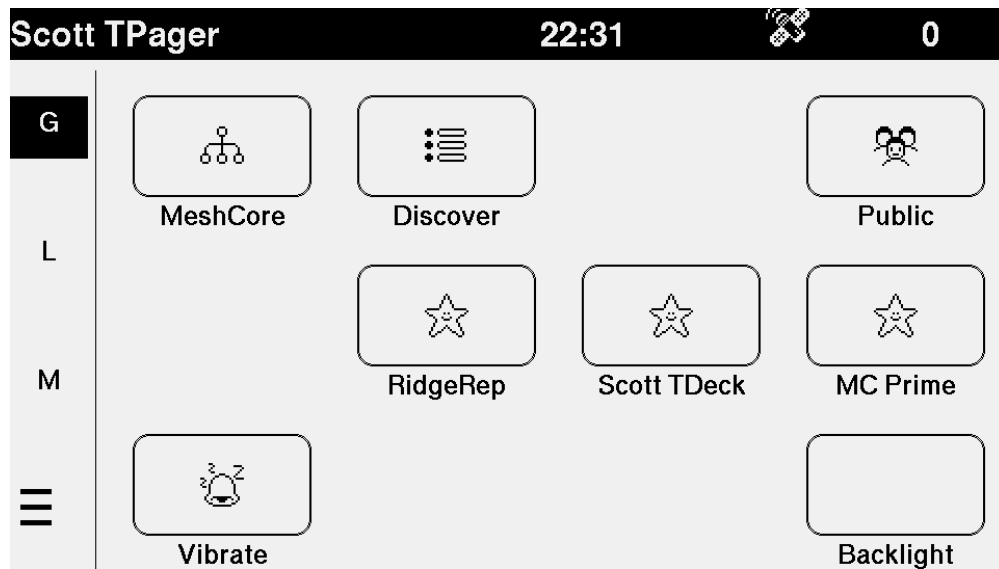 Scott TPager 22:31 0
G
MeshCore Discover Public
L
RidgeRep Scott TDeck MC Prime
M
Vibrate Backlight